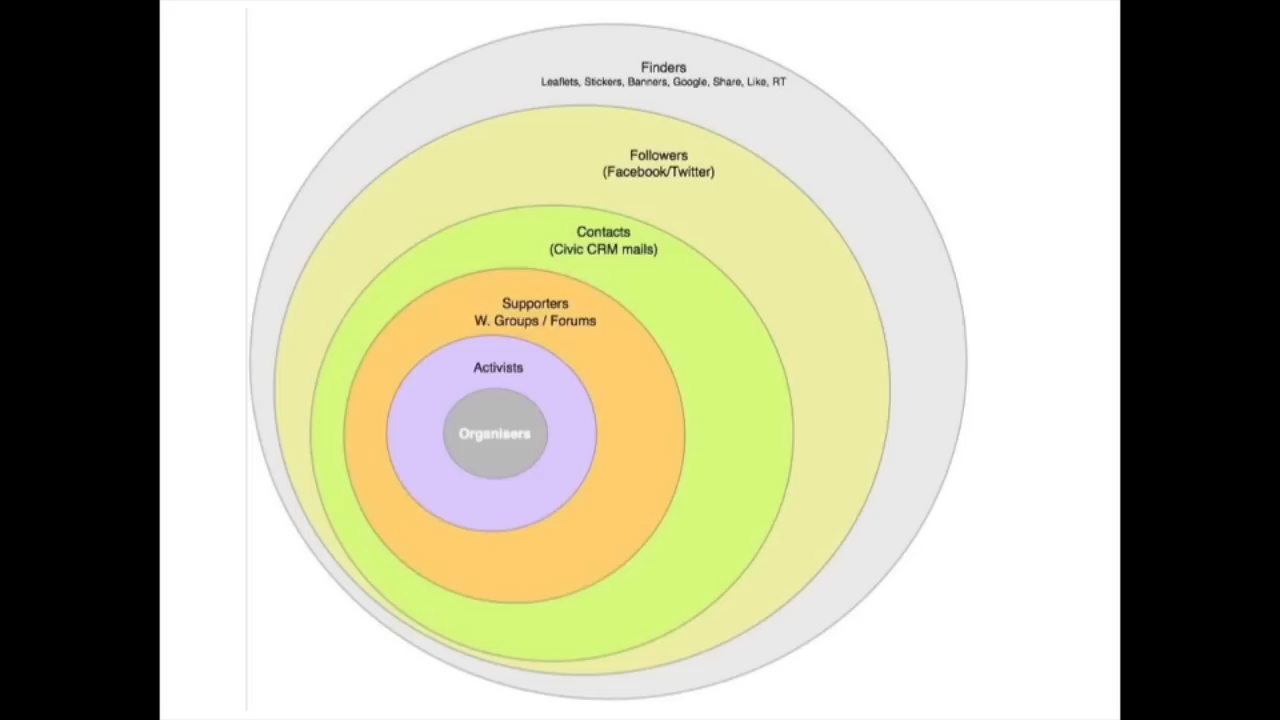 Finders
Leaflets, Stickers, Banners, Google, Share, Like, RT
Followers
(Facebook/Twitter)
Contacts
(Civic CRM mails)
Supporters
W. Groups / Forums
Activists
Organisers